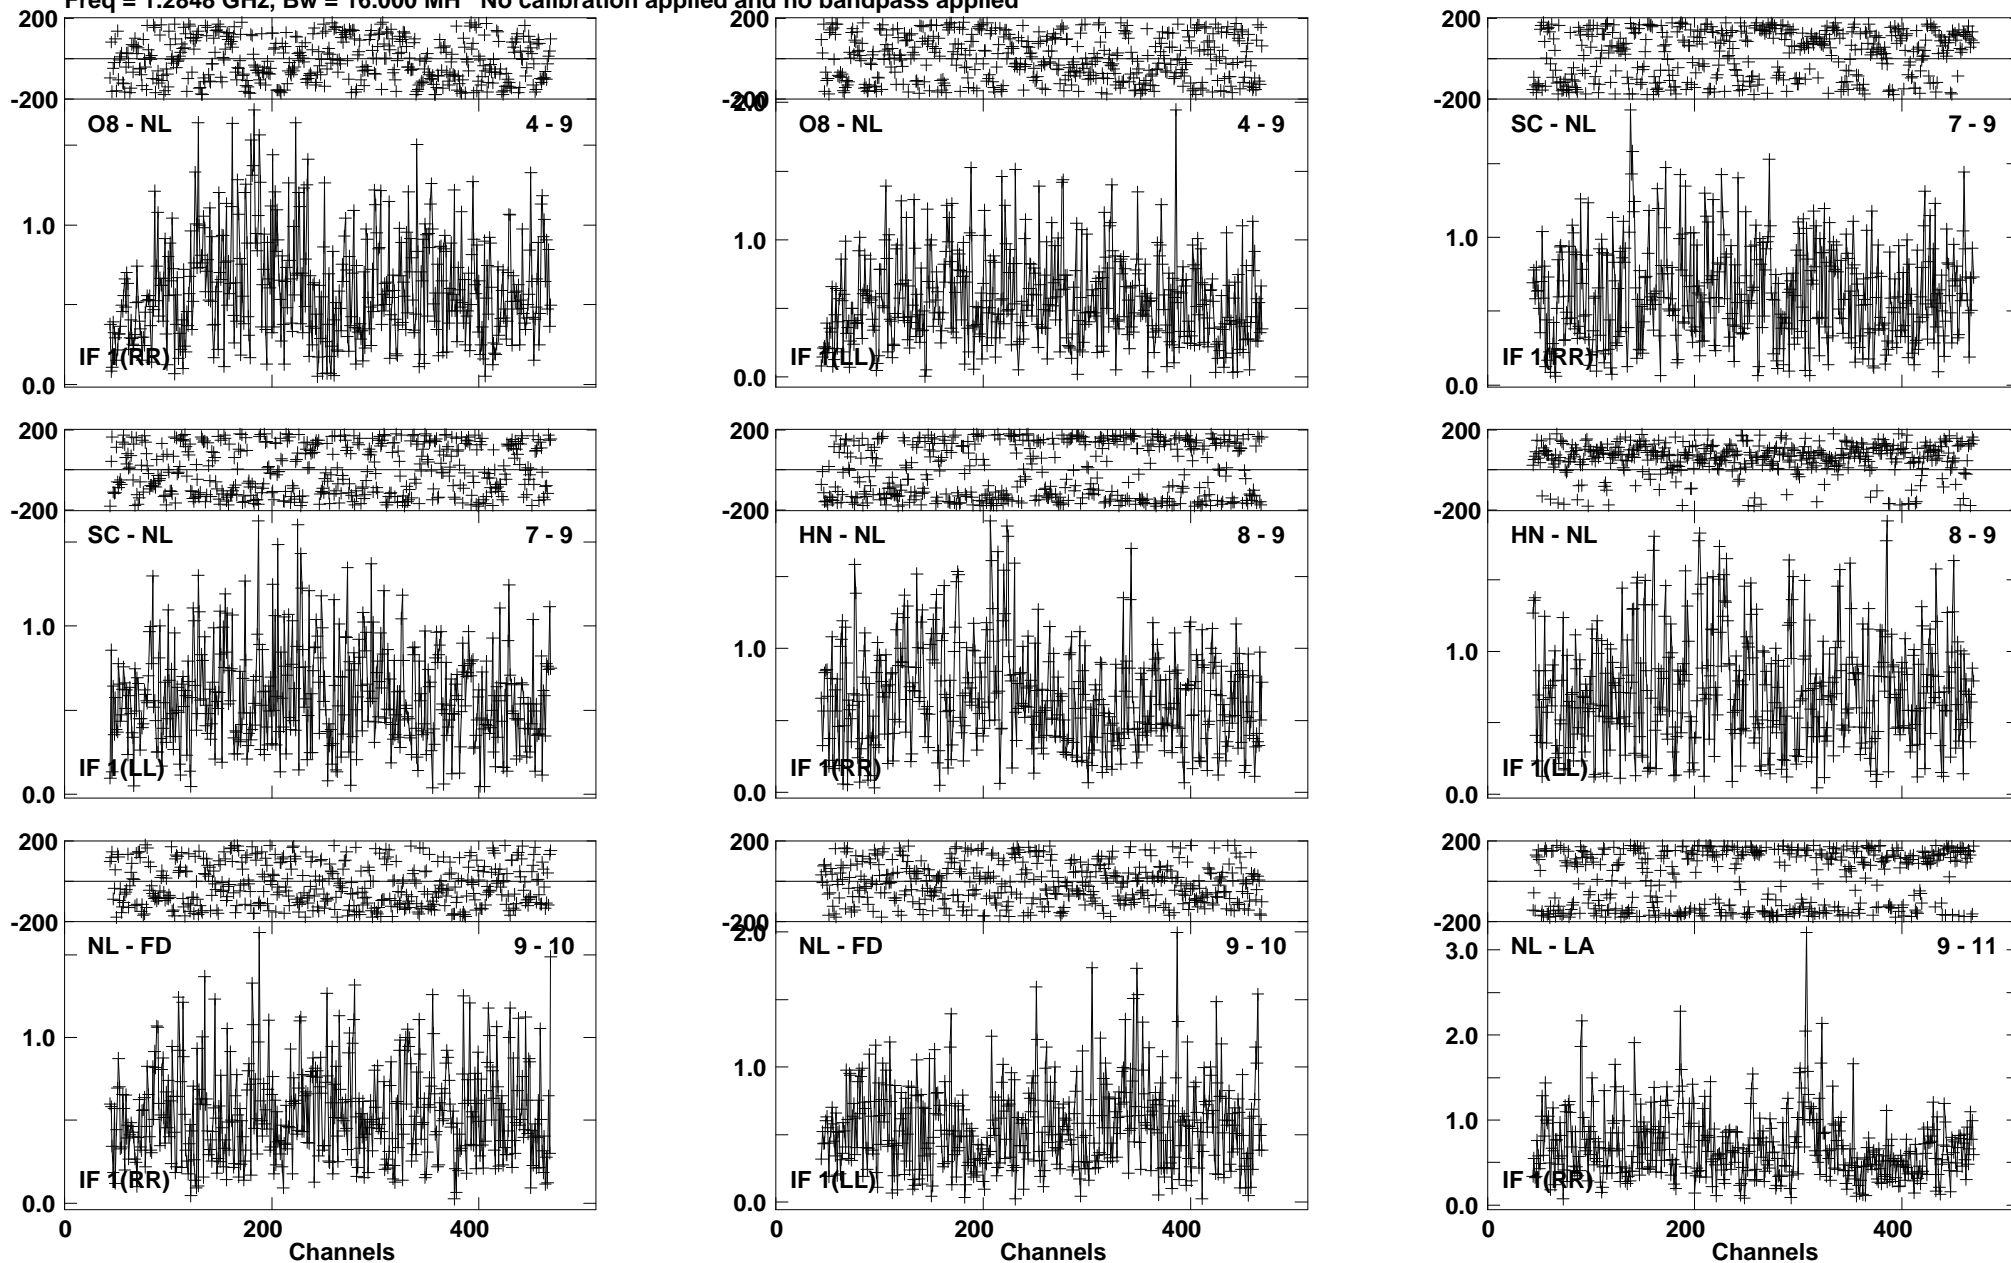 Freq = 1.2848 GHz, Bw = 16.000 MH No calibration applied and no bandpass applied
200
-200
O8 - NL 4 - 9
1.0
IF 1(RR)
0.0
-200
2.0
O8 - NL 4 - 9
1.0
IF 1(LL)
0.0
200
-200
SC - NL 7 - 9
1.0
IF 1(RR)
0.0
200
-200
SC - NL 7 - 9
1.0
IF 1(LL)
0.0
200
-200
HN - NL 8 - 9
1.0
IF 1(RR)
0.0
200
-200
HN - NL 8 - 9
1.0
IF 1(LL)
0.0
200
-200
NL - FD 9 - 10
1.0
IF 1(RR)
0.0
0 200 400
Channels
200
-200
2.0
NL - FD 9 - 10
1.0
IF 1(LL)
0.0
200 400
200
-200
NL - LA 9 - 11
3.0
2.0
1.0
IF 1(RR)
0.0
0 200 400
Channels